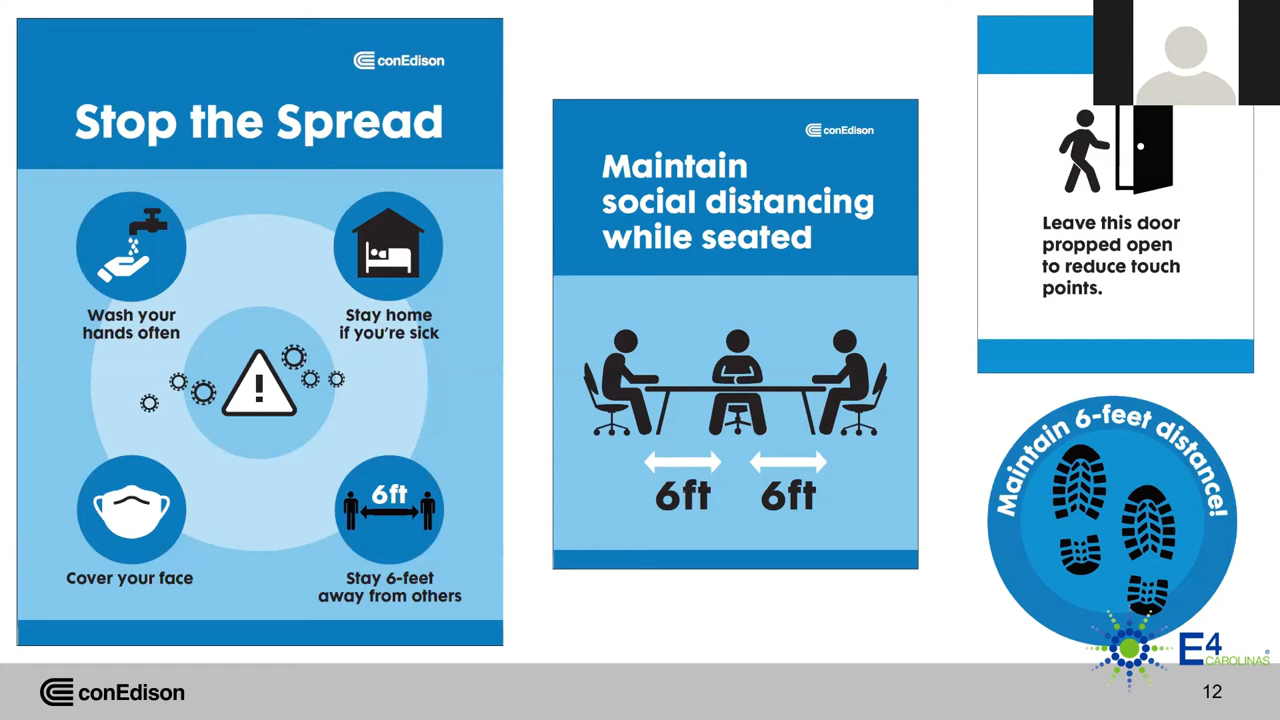 conEdison
Stop the Spread
Wash your
hands often
Stay home
if you're sick
!
Cover your face
6ft
Stay 6-feet
away from others
conEdison
Maintain
social distancing
while seated
6ft 6ft
Leave this door
propped open
to reduce touch
points.
Maintain 6-feet distance!
E4
CAROLINAS
®
conEdison
12